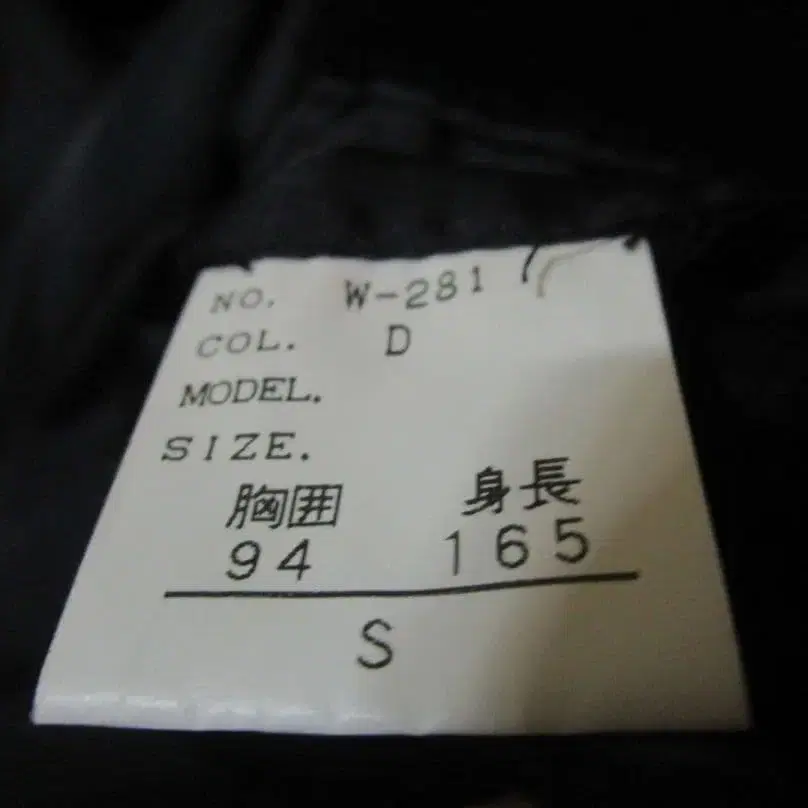 NO. W-281
COL. D
MODEL.
SIZE.
胸囲 身長
94 165
S